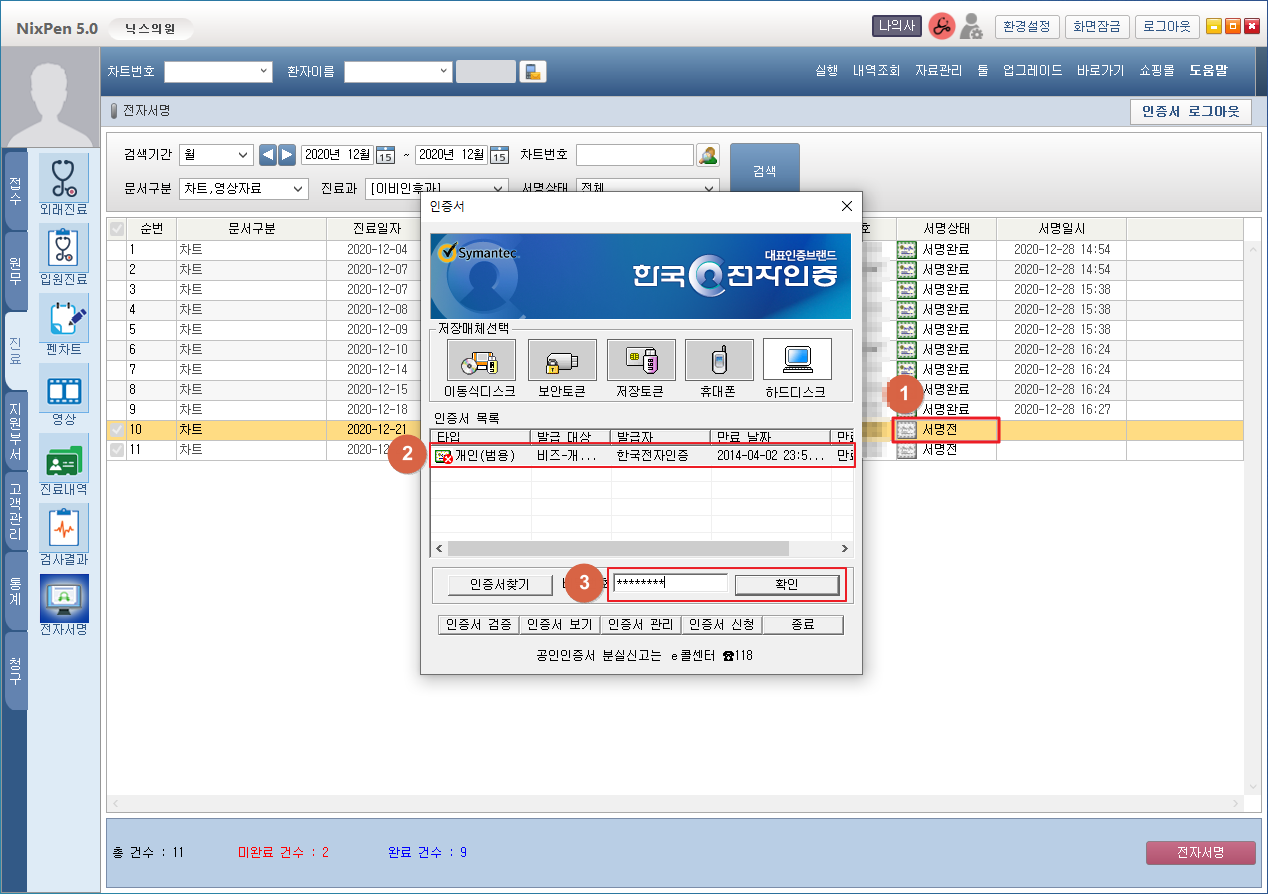 NixPen 5.0 닉스의원 나의사 환경설정 화면잠금 로그아웃
차트번호 환자이름 실행 내역조회 자료관리 툴 업그레이드 바로가기 쇼핑몰 도움말
전자서명 인증서 로그아웃
검색기간 월 2020년 12월 15 ~ 2020년 12월 15 차트번호 검색
문서구분 차트,영상자료 진료과 [이비인후과] 서명상태 전체
접수
원무
진료
지원부서
고객관리
통계
청구
외래진료
입원진료
펜차트
영상
진료내역
검사결과
전자서명
순번 문서구분 진료일자 호 서명상태 서명일시
1 차트 2020-12-04 서명완료 2020-12-28 14:54
2 차트 2020-12-07 서명완료 2020-12-28 14:54
3 차트 2020-12-07 서명완료 2020-12-28 15:38
4 차트 2020-12-08 서명완료 2020-12-28 15:38
5 차트 2020-12-09 서명완료 2020-12-28 15:38
6 차트 2020-12-10 서명완료 2020-12-28 16:24
7 차트 2020-12-14 서명완료 2020-12-28 16:24
8 차트 2020-12-15 서명완료 2020-12-28 16:24
9 차트 2020-12-18 서명완료 2020-12-28 16:27
10 차트 2020-12-21 서명전
11 차트 서명전
1
인증서
Symantec. 대표인증브랜드
한국전자인증
저장매체선택
이동식디스크 보안토큰 저장토큰 휴대폰 하드디스크
인증서 목록
타입 발급 대상 발급자 만료 날짜 만료
2 개인(범용) 비즈-개... 한국전자인증 2014-04-02 23:5... 만료
인증서찾기 3 ******** 확인
인증서 검증 인증서 보기 인증서 관리 인증서 신청 종료
공인인증서 분실신고는 e콜센터 ☎118
총 건수 : 11 미완료 건수 : 2 완료 건수 : 9 전자서명